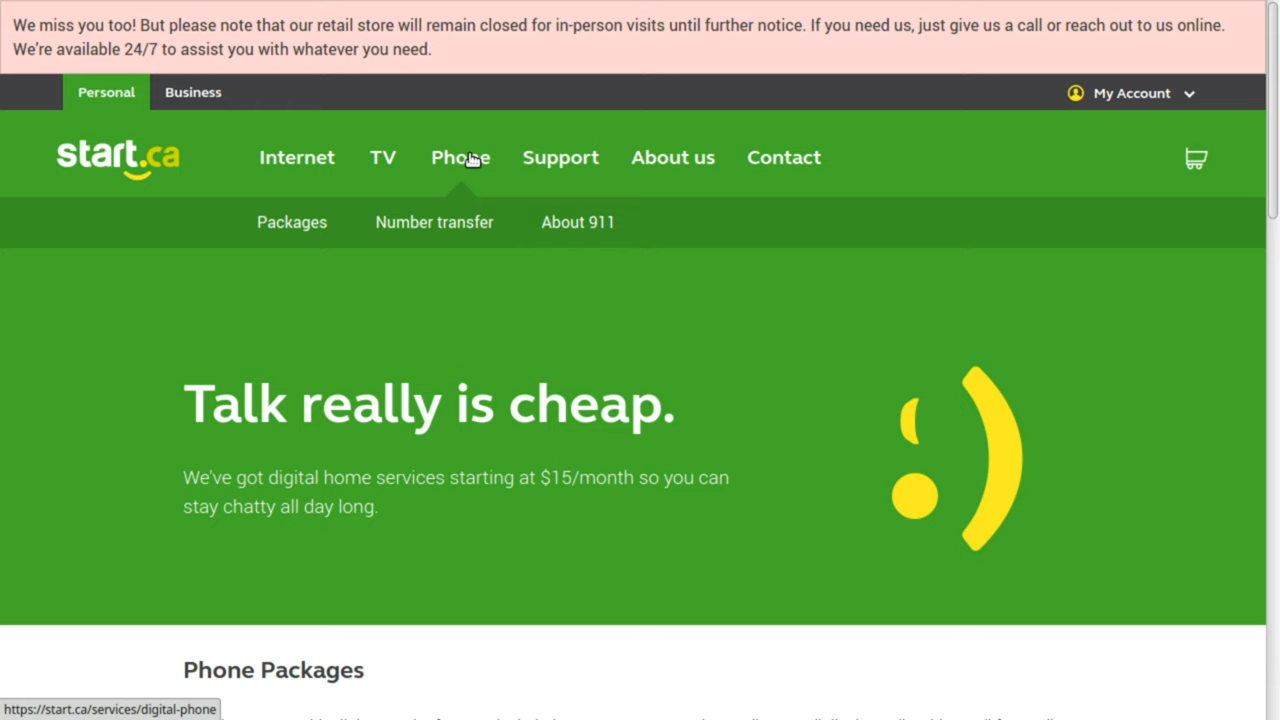 We miss you too! But please note that our retail store will remain closed for in-person visits until further notice. If you need us, just give us a call or reach out to us online.
We're available 24/7 to assist you with whatever you need.
Personal Business My Account
start.ca Internet TV Phone Support About us Contact
Packages Number transfer About 911
Talk really is cheap.
We've got digital home services starting at $15/month so you can
stay chatty all day long.
Phone Packages
https://start.ca/services/digital-phone